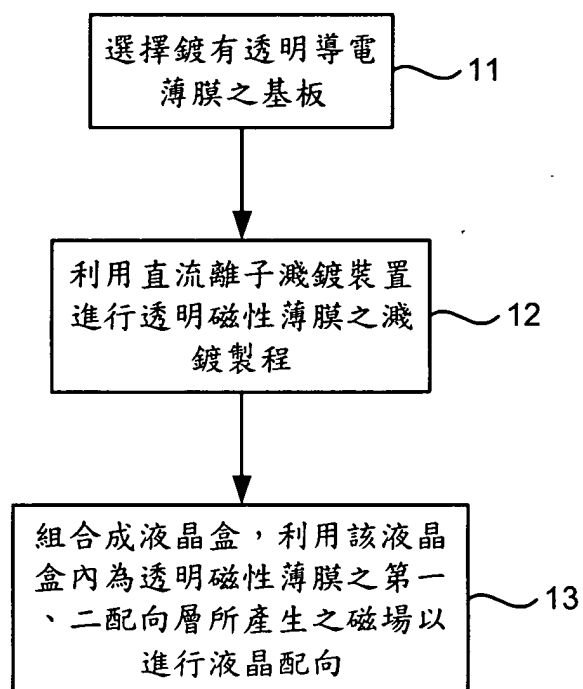 選擇鍍有透明導電
薄膜之基板
11
利用直流離子濺鍍裝置
進行透明磁性薄膜之濺
鍍製程
12
組合成液晶盒，利用該液晶
盒內為透明磁性薄膜之第一
、二配向層所產生之磁場以
進行液晶配向
13